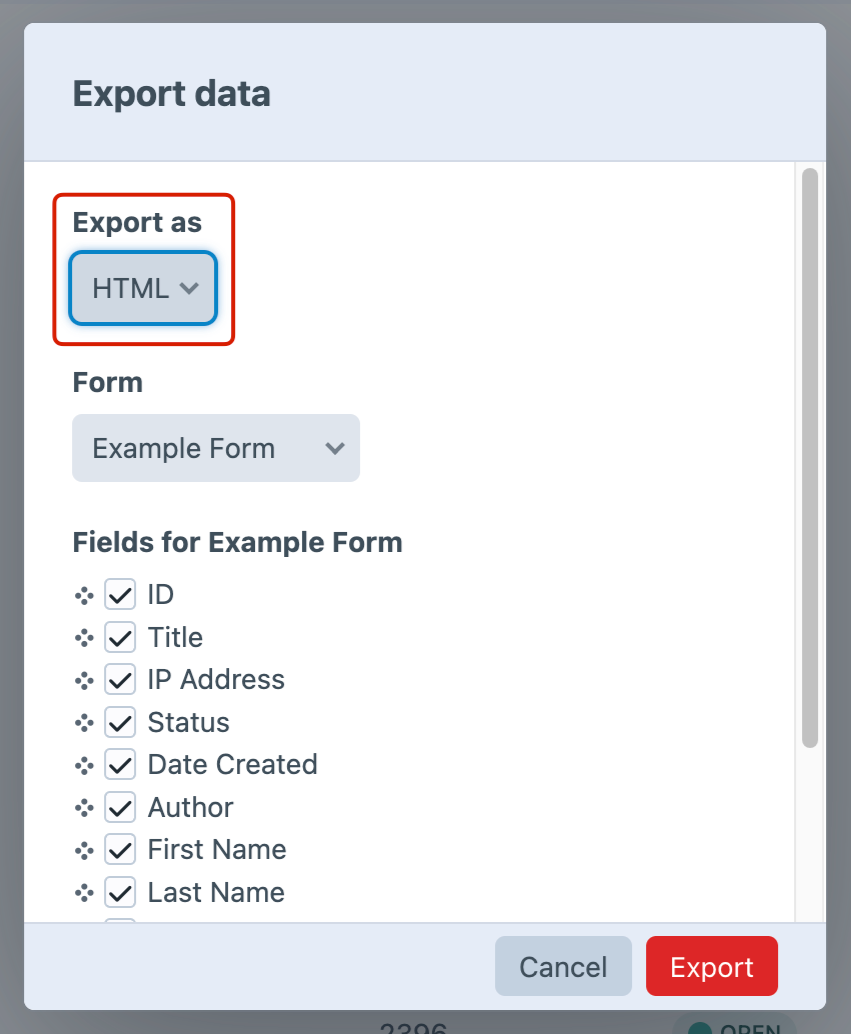 Export data
Export as
HTML
Form
Example Form
Fields for Example Form
ID
Title
IP Address
Status
Date Created
Author
First Name
Last Name
Cancel Export
2396 OPEN